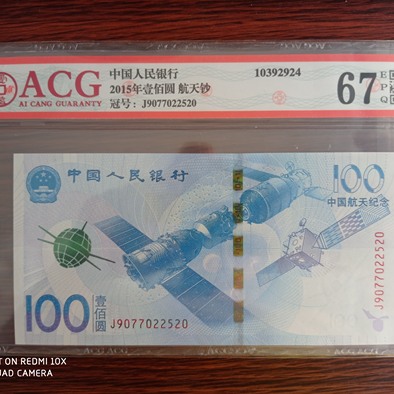 ACG
AI CANG GUARANTY
中国人民银行 10392924
2015年壹佰圆 航天钞
冠号: J9077022520
67
E
P
Q
中国人民银行
100
中国航天纪念
J9077022520
100 壹佰圆 J9077022520
T ON REDMI 10X
UAD CAMERA